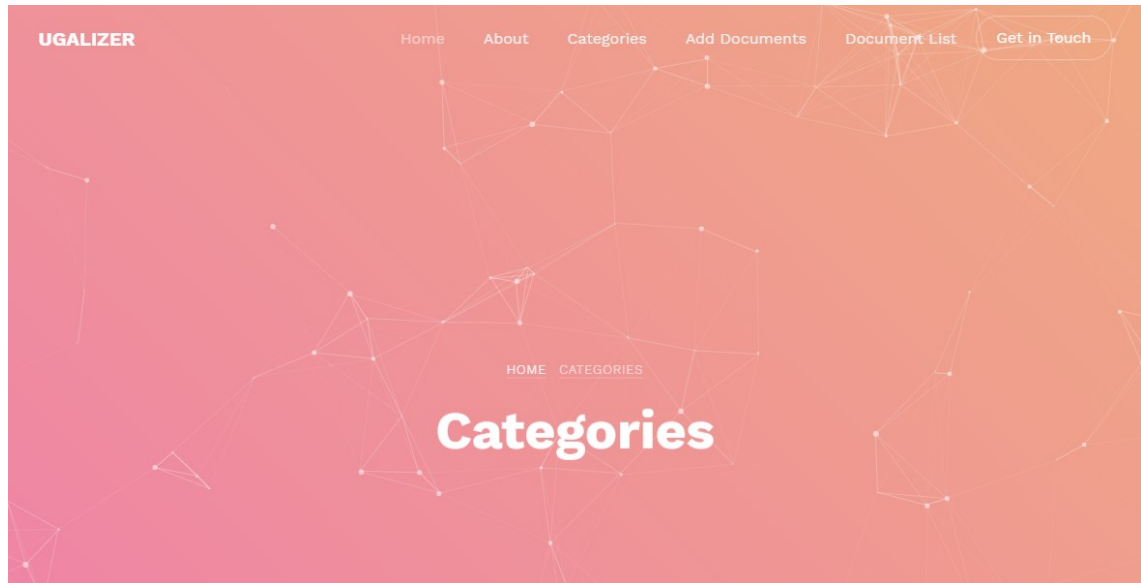 UGALIZER Home About Categories Add Documents Document List Get in Touch
HOME CATEGORIES
Categories